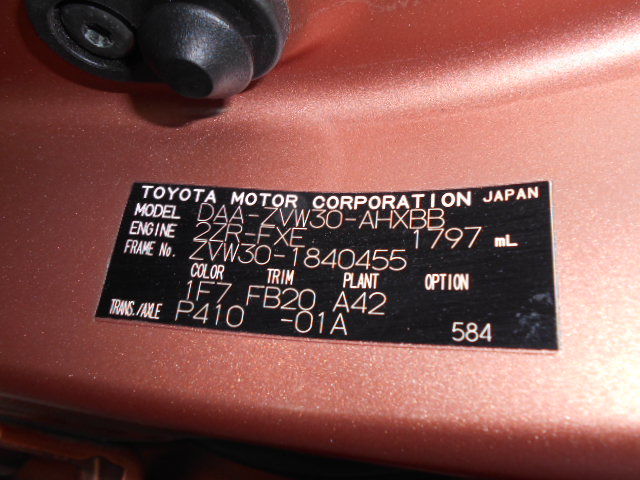 TOYOTA MOTOR CORPORATION JAPAN
MODEL DAA-ZVW30-AHXBB
ENGINE 2ZR-FXE 1797 mL
FRAME No. ZVW30-1840455
COLOR TRIM PLANT OPTION
1F7 FB20 A42
TRANS./AXLE P410 -01A 584